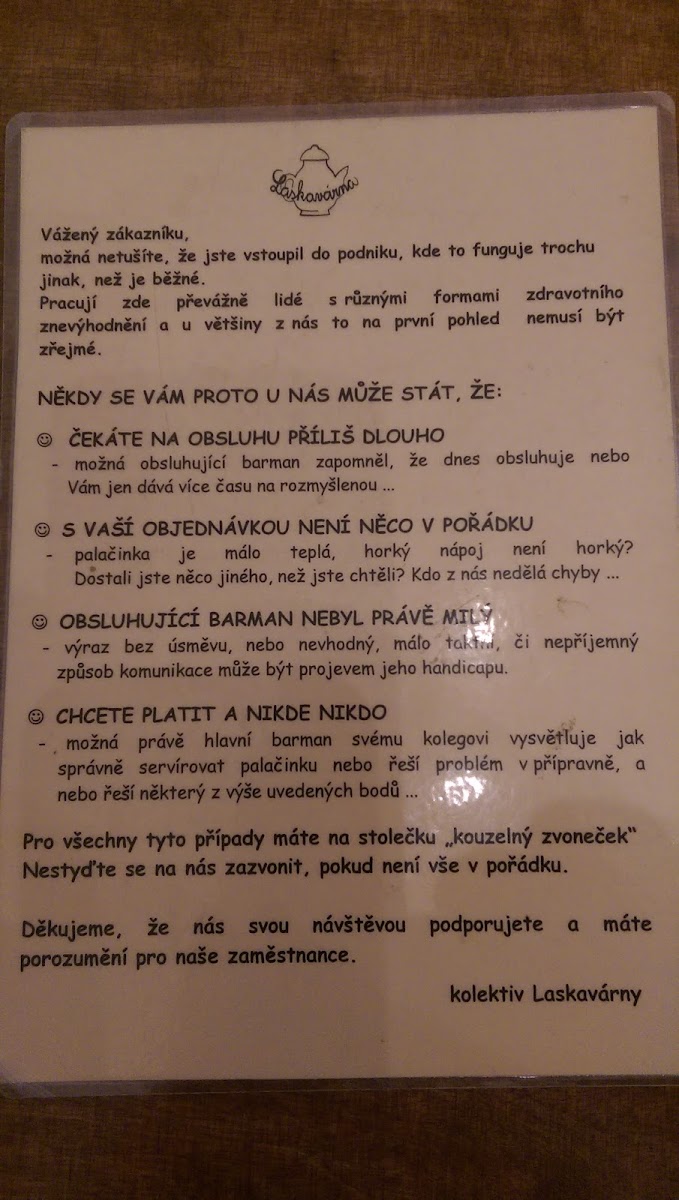 Laskavárna
Vážený zákazníku,
možná netušíte, že jste vstoupil do podniku, kde to funguje trochu
jinak, než je běžné.
Pracují zde převážně lidé s různými formami zdravotního
znevýhodnění a u většiny z nás to na první pohled nemusí být
zřejmé.
NĚKDY SE VÁM PROTO U NÁS MŮŽE STÁT, ŽE:
☺ ČEKÁTE NA OBSLUHU PŘÍLIŠ DLOUHO
- možná obsluhující barman zapomněl, že dnes obsluhuje nebo
Vám jen dává více času na rozmyšlenou ...
☺ S VAŠÍ OBJEDNÁVKOU NENÍ NĚCO V POŘÁDKU
- palačinka je málo teplá, horký nápoj není horký?
Dostali jste něco jiného, než jste chtěli? Kdo z nás nedělá chyby ...
☺ OBSLUHUJÍCÍ BARMAN NEBYL PRÁVĚ MILÝ
- výraz bez úsměvu, nebo nevhodný, málo taktní, či nepříjemný
způsob komunikace může být projevem jeho handicapu.
☺ CHCETE PLATIT A NIKDE NIKDO
- možná právě hlavní barman svému kolegovi vysvětluje jak
správně servírovat palačinku nebo řeší problém v přípravně, a
nebo řeší některý z výše uvedených bodů ...
Pro všechny tyto případy máte na stolečku „kouzelný zvoneček“
Nestyďte se na nás zazvonit, pokud není vše v pořádku.
Děkujeme, že nás svou návštěvou podporujete a máte
porozumění pro naše zaměstnance.
kolektiv Laskavárny